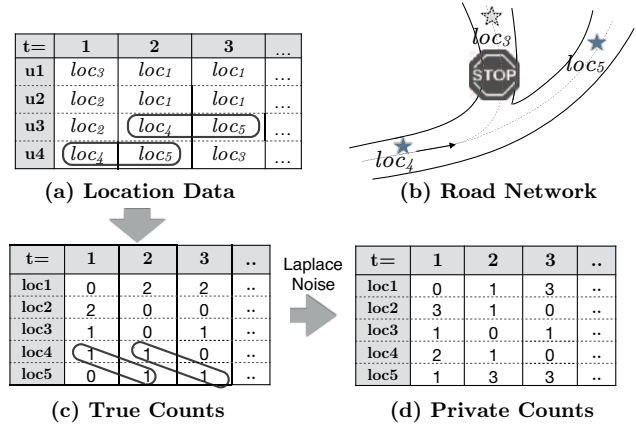 t= 1 2 3 ...
u1 loc3 loc1 loc1 ...
u2 loc2 loc1 loc1 ...
u3 loc2 loc4 loc5 ...
u4 loc4 loc5 loc3 ...
(a) Location Data
loc3
STOP
loc5
loc4
(b) Road Network
t= 1 2 3 ..
loc1 0 2 2 ..
loc2 2 0 0 ..
loc3 1 0 1 ..
loc4 1 1 0 ..
loc5 0 1 1 ..
(c) True Counts
Laplace
Noise
t= 1 2 3 ..
loc1 0 1 3 ..
loc2 3 1 0 ..
loc3 1 0 1 ..
loc4 2 1 0 ..
loc5 1 3 3 ..
(d) Private Counts